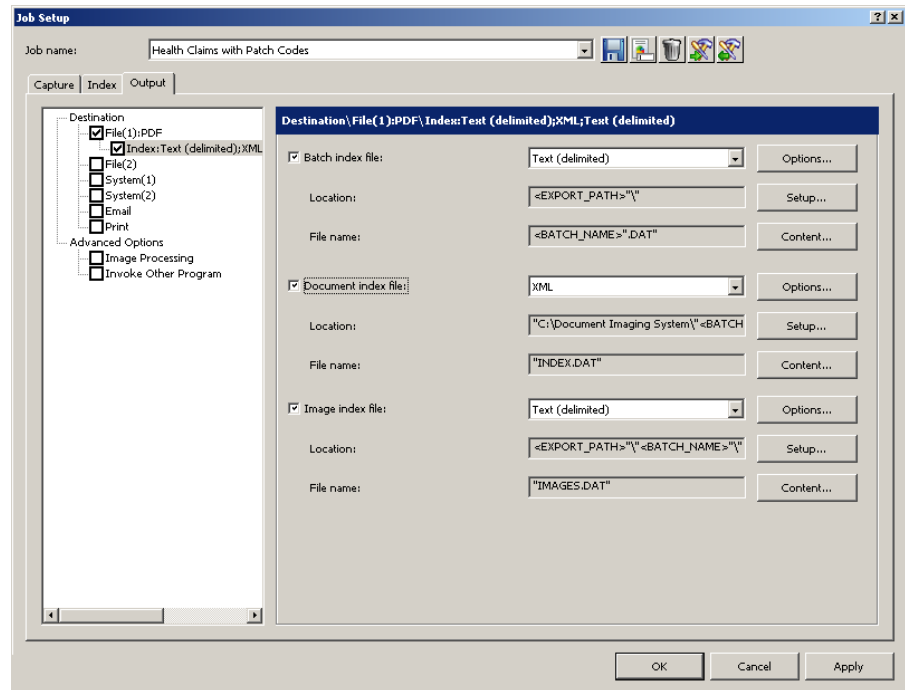 Job Setup
Job name: Health Claims with Patch Codes
Capture Index Output
Destination
File(1):PDF
Index:Text (delimited);XML
File(2)
System(1)
System(2)
Email
Print
Advanced Options
Image Processing
Invoke Other Program
Destination\File(1):PDF\Index:Text (delimited);XML;Text (delimited)
Batch index file: Text (delimited) Options...
Location: <EXPORT_PATH>"\" Setup...
File name: <BATCH_NAME>".DAT" Content...
Document index file: XML Options...
Location: "C:\Document Imaging System\"<BATCH Setup...
File name: "INDEX.DAT" Content...
Image index file: Text (delimited) Options...
Location: <EXPORT_PATH>"\"<BATCH_NAME>"\" Setup...
File name: "IMAGES.DAT" Content...
OK Cancel Apply